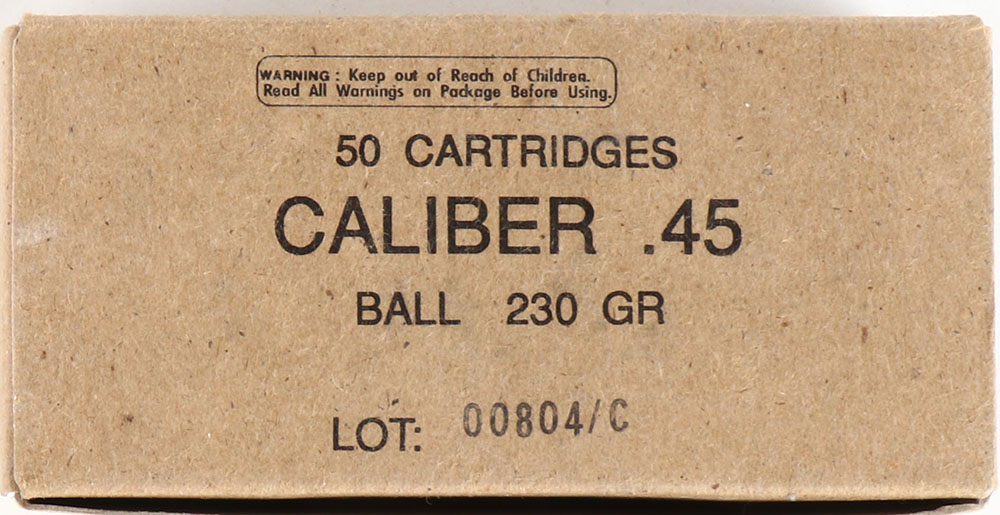 WARNING : Keep out of Reach of Children.
Read All Warnings on Package Before Using.
50 CARTRIDGES
CALIBER .45
BALL 230 GR
LOT: 00804/C